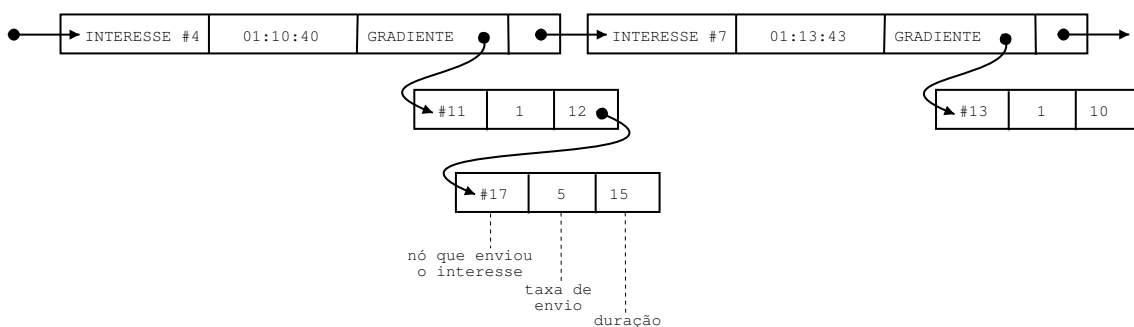 INTERESSE #4 01:10:40 GRADIENTE INTERESSE #7 01:13:43 GRADIENTE
#11 1 12 #13 1 10
#17 5 15
nó que enviou
o interesse
taxa de
envio
duração